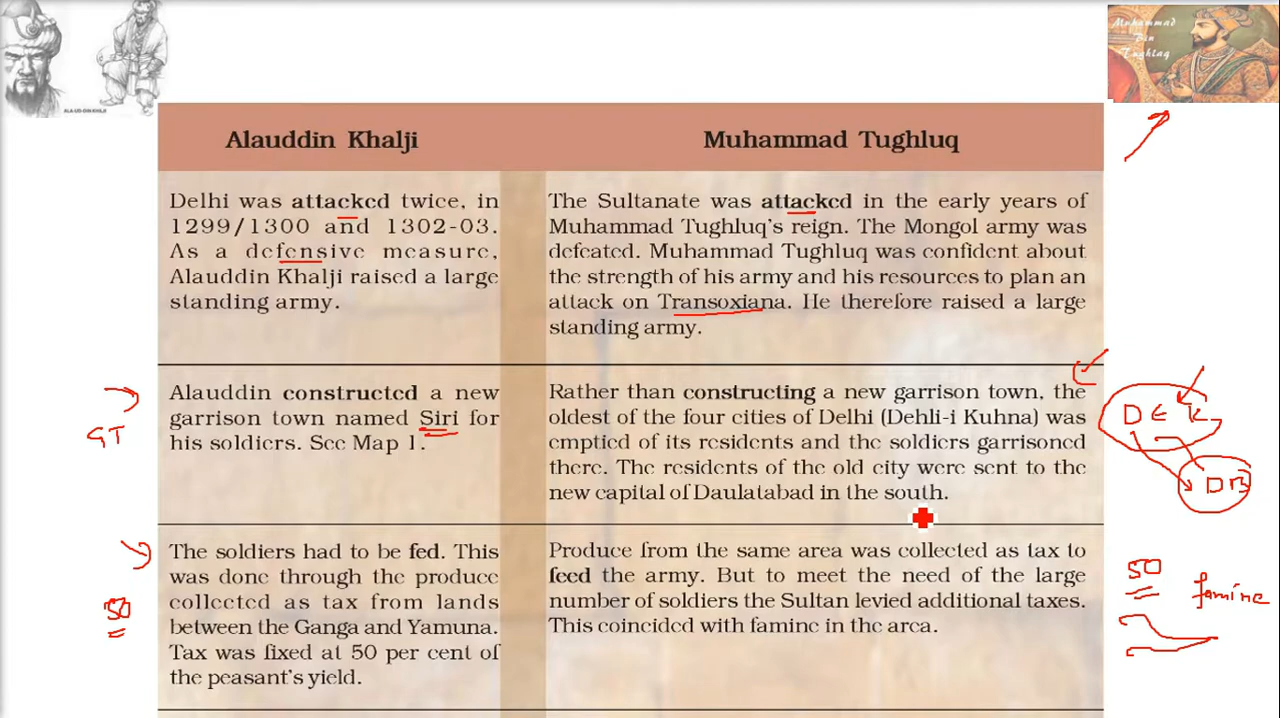 ALA-UD-DIN KHILJI
Muhammad
Bin
Tughlaq
Alauddin Khalji
Muhammad Tughluq
Delhi was attacked twice, in
1299/1300 and 1302-03.
As a defensive measure,
Alauddin Khalji raised a large
standing army.
The Sultanate was attacked in the early years of
Muhammad Tughluq's reign. The Mongol army was
defeated. Muhammad Tughluq was confident about
the strength of his army and his resources to plan an
attack on Transoxiana. He therefore raised a large
standing army.
GT
Alauddin constructed a new
garrison town named Siri for
his soldiers. See Map 1.
Rather than constructing a new garrison town, the
oldest of the four cities of Delhi (Dehli-i Kuhna) was
emptied of its residents and the soldiers garrisoned
there. The residents of the old city were sent to the
new capital of Daulatabad in the south.
D E K
DB
50
The soldiers had to be fed. This
was done through the produce
collected as tax from lands
between the Ganga and Yamuna.
Tax was fixed at 50 per cent of
the peasant's yield.
Produce from the same area was collected as tax to
feed the army. But to meet the need of the large
number of soldiers the Sultan levied additional taxes.
This coincided with famine in the area.
50
famine